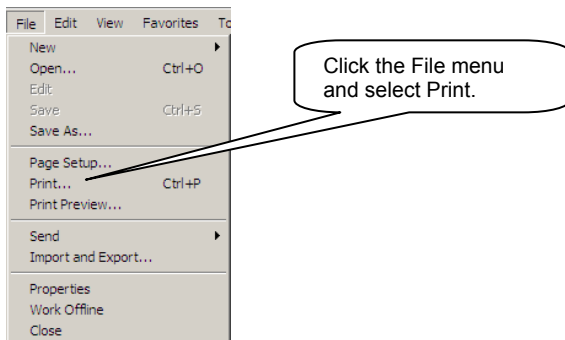 File Edit View Favorites
New
Open... Ctrl+O
Edit
Save Ctrl+S
Save As...
Page Setup...
Print... Ctrl+P
Print Preview...
Send
Import and Export...
Properties
Work Offline
Close
Click the File menu
and select Print.